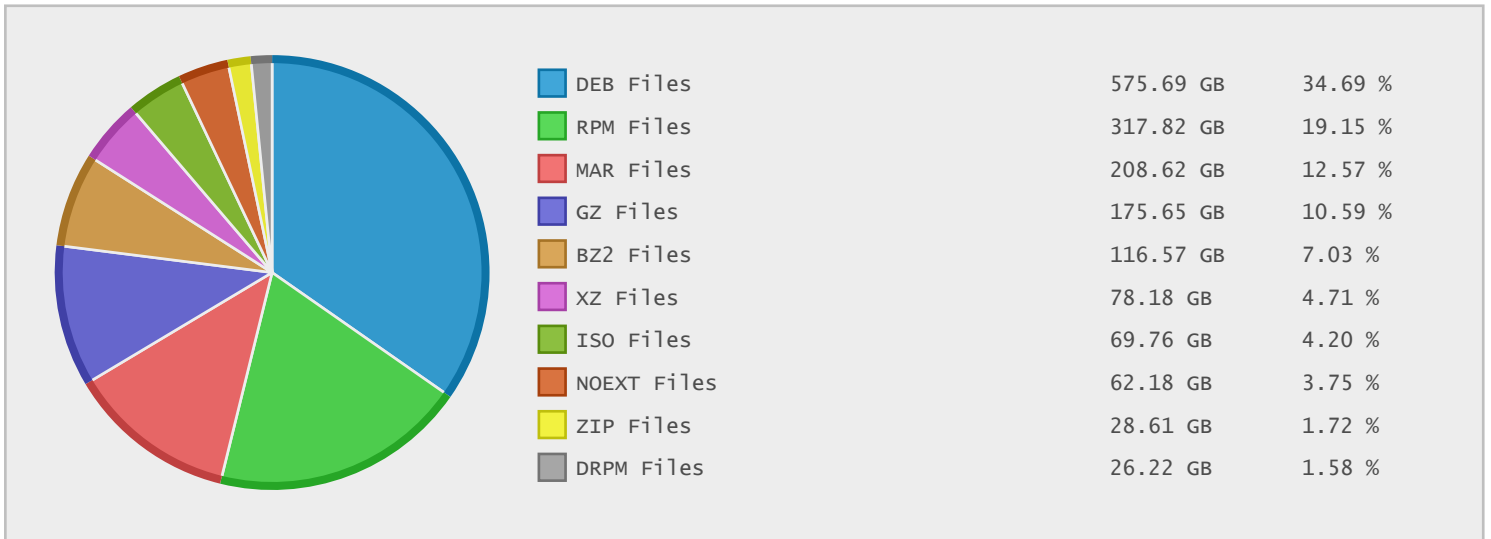 DEB Files 575.69 GB 34.69 %
RPM Files 317.82 GB 19.15 %
MAR Files 208.62 GB 12.57 %
GZ Files 175.65 GB 10.59 %
BZ2 Files 116.57 GB 7.03 %
XZ Files 78.18 GB 4.71 %
ISO Files 69.76 GB 4.20 %
NOEXT Files 62.18 GB 3.75 %
ZIP Files 28.61 GB 1.72 %
DRPM Files 26.22 GB 1.58 %